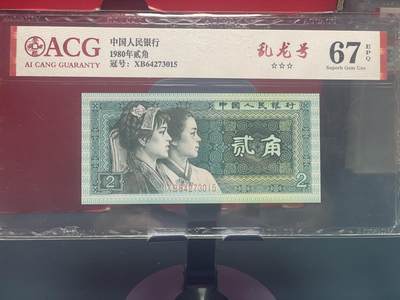 ACG
AI CANG GUARANTY
中国人民银行
1980年贰角
冠号：XB64273015
乱龙号
☆☆☆
67 EPQ
Superb Gem Unc
中国人民银行
贰角
2
XB64273015
2